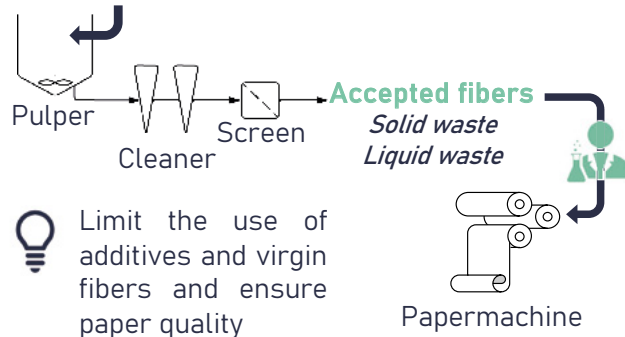 Pulper
Cleaner
Screen
Accepted fibers
Solid waste
Liquid waste
Limit the use of
additives and virgin
fibers and ensure
paper quality
Papermachine